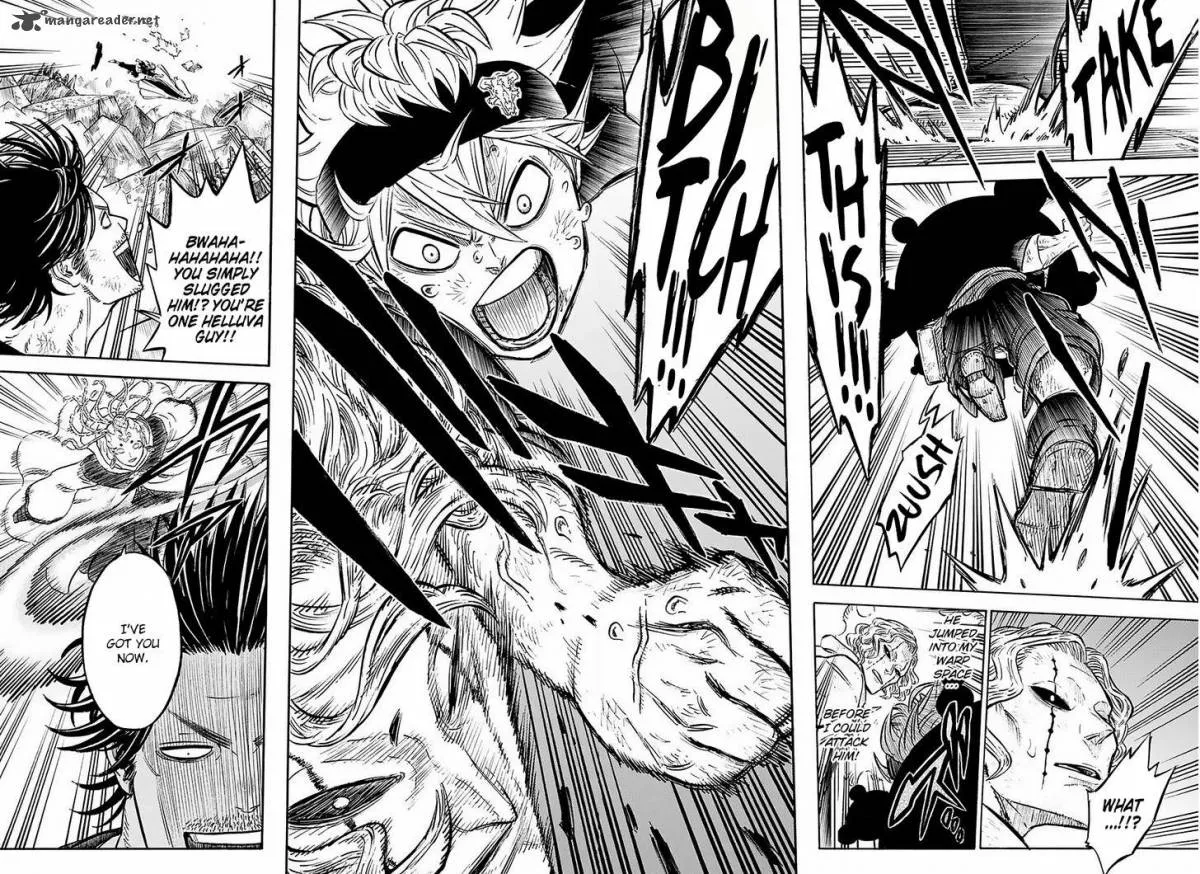 mangareader.net
TAKE
THIS!!!!
ZUUSH
WHAT
...!!?
HE
JUMPED
INTO MY
WARP
SPACE
...
BEFORE
I COULD
ATTACK
HIM!
BITCH
!!!
BWAHA-
HAHAHAHA!!
YOU SIMPLY
SLUGGED
HIM!? YOU'RE
ONE HELLUVA
GUY!!
I'VE
GOT YOU
NOW.